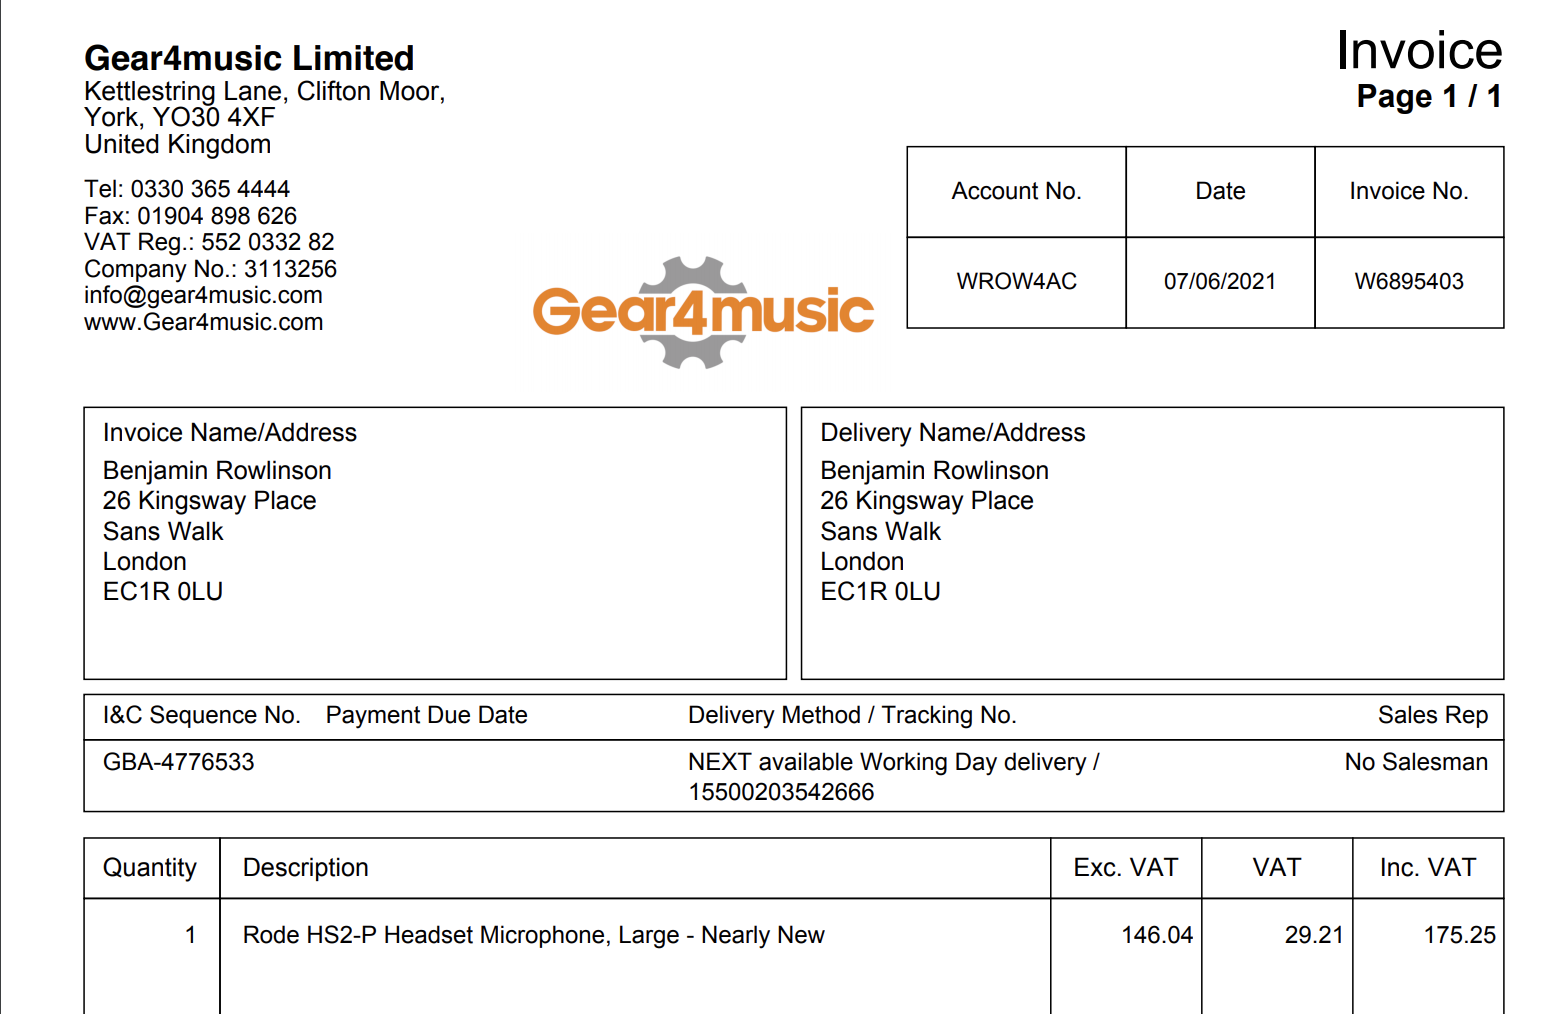 Gear4music Limited
Kettlestring Lane, Clifton Moor,
York, YO30 4XF
United Kingdom
Tel: 0330 365 4444
Fax: 01904 898 626
VAT Reg.: 552 0332 82
Company No.: 3113256
info@gear4music.com
www.Gear4music.com
Gear4music
Invoice
Page 1 / 1
Account No. Date Invoice No.
WROW4AC 07/06/2021 W6895403
Invoice Name/Address
Benjamin Rowlinson
26 Kingsway Place
Sans Walk
London
EC1R 0LU
Delivery Name/Address
Benjamin Rowlinson
26 Kingsway Place
Sans Walk
London
EC1R 0LU
I&C Sequence No. Payment Due Date Delivery Method / Tracking No. Sales Rep
GBA-4776533 NEXT available Working Day delivery / No Salesman
15500203542666
Quantity Description Exc. VAT VAT Inc. VAT
1 Rode HS2-P Headset Microphone, Large - Nearly New 146.04 29.21 175.25